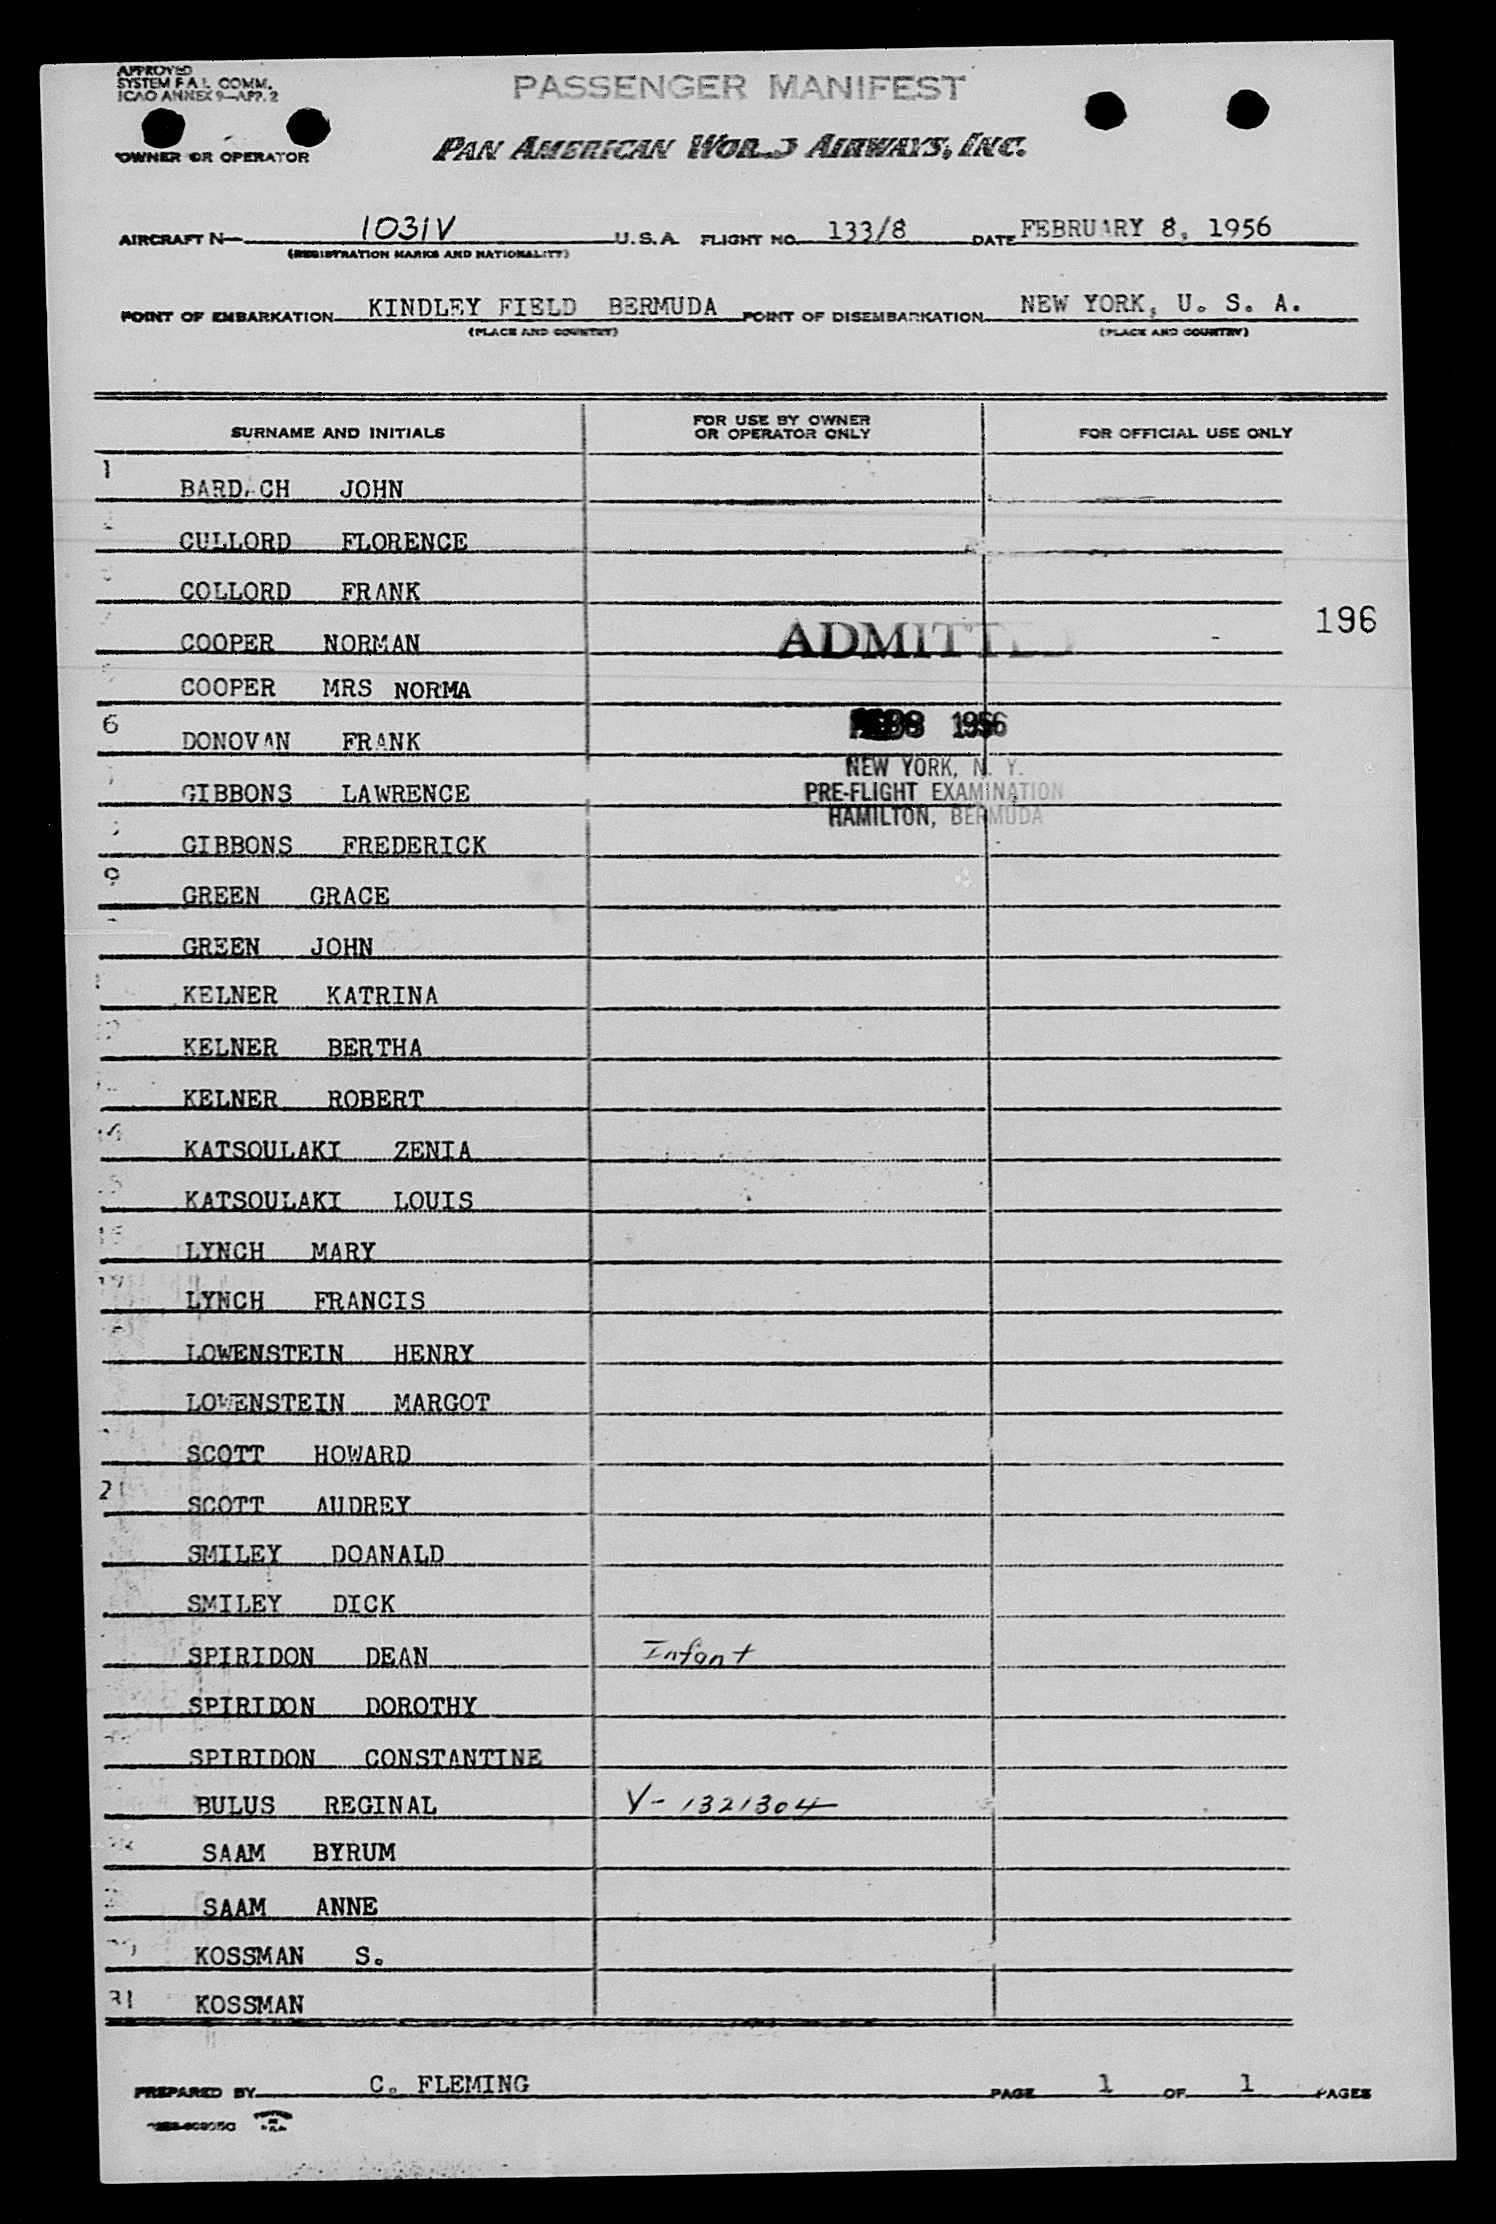 APPROVED
SYSTEM F A L COMM.
ICAO ANNEX 9-APP. 2
PASSENGER MANIFEST
OWNER OR OPERATOR
PAN AMERICAN AIRWAYS, INC.
AIRCRAFT N- 1031V U.S.A. FLIGHT NO. 133/8 DATE FEBRUARY 8, 1956
(REGISTRATION MARKS AND NATIONALITY)
POINT OF EMBARKATION KINDLEY FIELD BERMUDA POINT OF DISEMBARKATION NEW YORK, U. S. A.
(PLACE AND COUNTRY) (PLACE AND COUNTRY)
SURNAME AND INITIALS FOR USE BY OWNER OR OPERATOR ONLY FOR OFFICIAL USE ONLY
1 JOHN
CULLORD FLORENCE
COLLORD FRANK
196
COOPER NORMAN ADMITTED
COOPER MRS NORMA
6 DONOVAN FRANK 1956
NEW YORK, N. Y.
GIBBONS LAWRENCE PRE-FLIGHT EXAMINATION
HAMILTON, BERMUDA
GIBBONS FREDERICK
9 GREEN GRACE
GREEN JOHN
KELNER KATRINA
KELNER BERTHA
KELNER ROBERT
14 KATSOULAKI ZENIA
KATSOULAKI LOUIS
LYNCH MARY
17 LYNCH FRANCIS
LOWENSTEIN HENRY
LOWENSTEIN MARGOT
SCOTT HOWARD
21 SCOTT AUDREY
SMILEY DOANALD
SMILEY DICK
SPIRIDON DEAN Infant
SPIRIDON DOROTHY
SPIRIDON CONSTANTINE
BULUS REGINAL V- 1321304
SAAM BYRUM
SAAM ANNE
KOSSMAN S.
31 KOSSMAN
PREPARED BY C. FLEMING PAGE 1 OF 1 PAGES